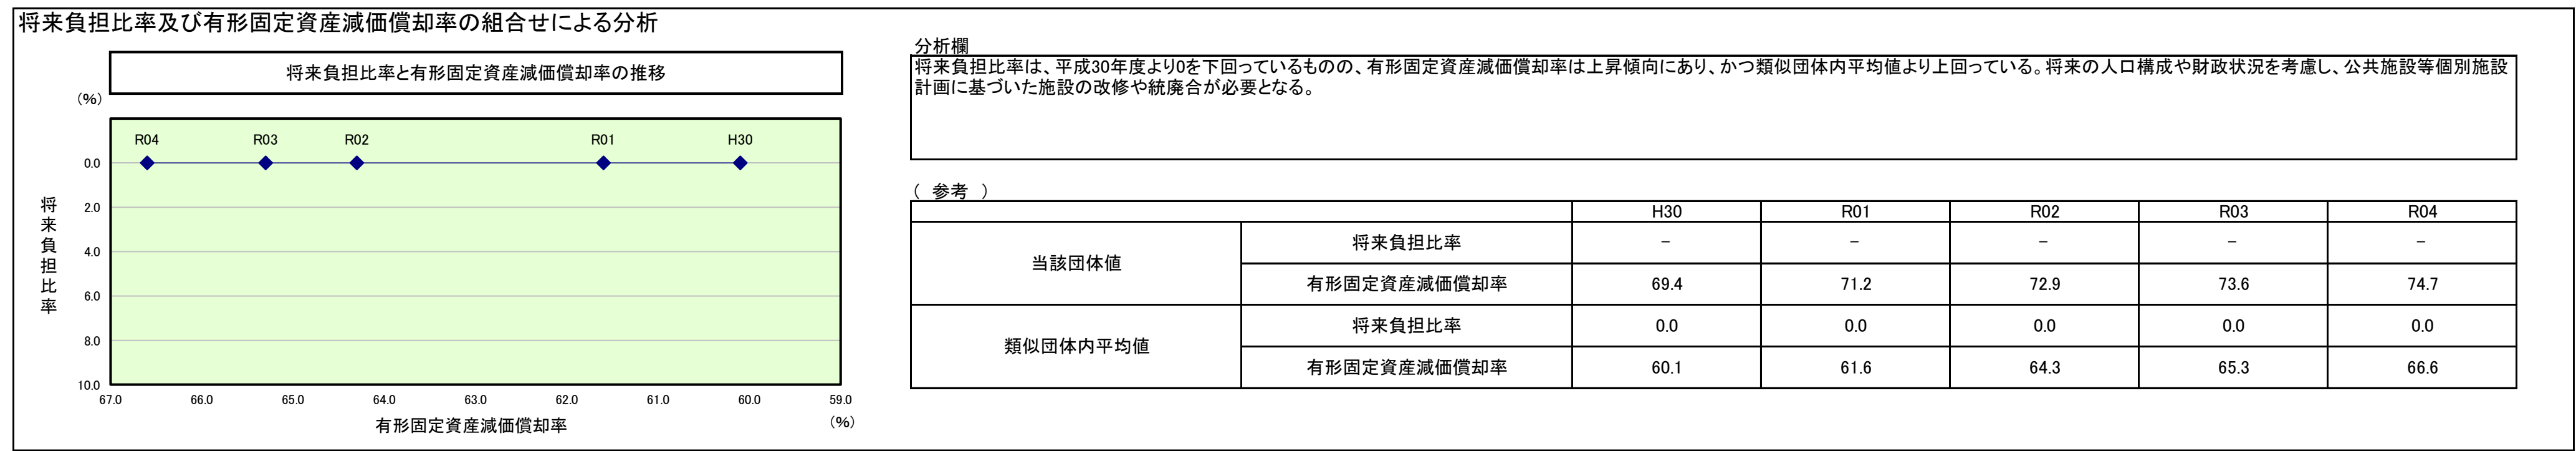 将来負担比率及び有形固定資産減価償却率の組合せによる分析
将来負担比率と有形固定資産減価償却率の推移
(%)
R04 R03 R02 R01 H30
0.0
2.0
4.0
6.0
8.0
10.0
将来負担比率
67.0 66.0 65.0 64.0 63.0 62.0 61.0 60.0 59.0
有形固定資産減価償却率
(%)
分析欄
将来負担比率は、平成30年度より0を下回っているものの、有形固定資産減価償却率は上昇傾向にあり、かつ類似団体内平均値より上回っている。将来の人口構成や財政状況を考慮し、公共施設等個別施設
計画に基づいた施設の改修や統廃合が必要となる。
( 参考 )
H30 R01 R02 R03 R04
当該団体値
将来負担比率 － － － － －
有形固定資産減価償却率 69.4 71.2 72.9 73.6 74.7
類似団体内平均値
将来負担比率 0.0 0.0 0.0 0.0 0.0
有形固定資産減価償却率 60.1 61.6 64.3 65.3 66.6